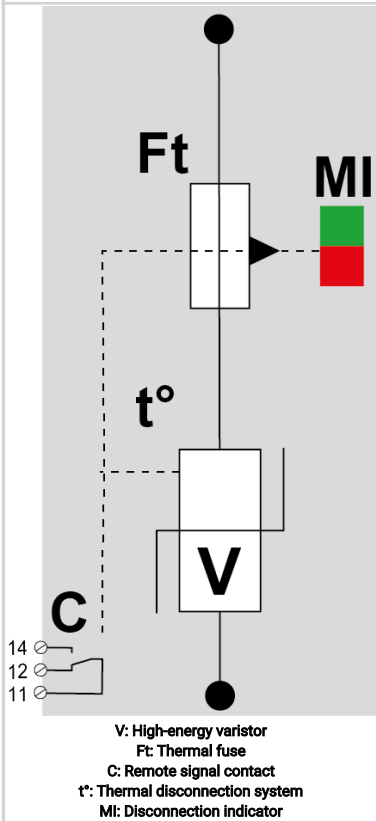 Ft
MI
t°
V
C
14
12
11
V: High-energy varistor
Ft: Thermal fuse
C: Remote signal contact
t°: Thermal disconnection system
MI: Disconnection indicator